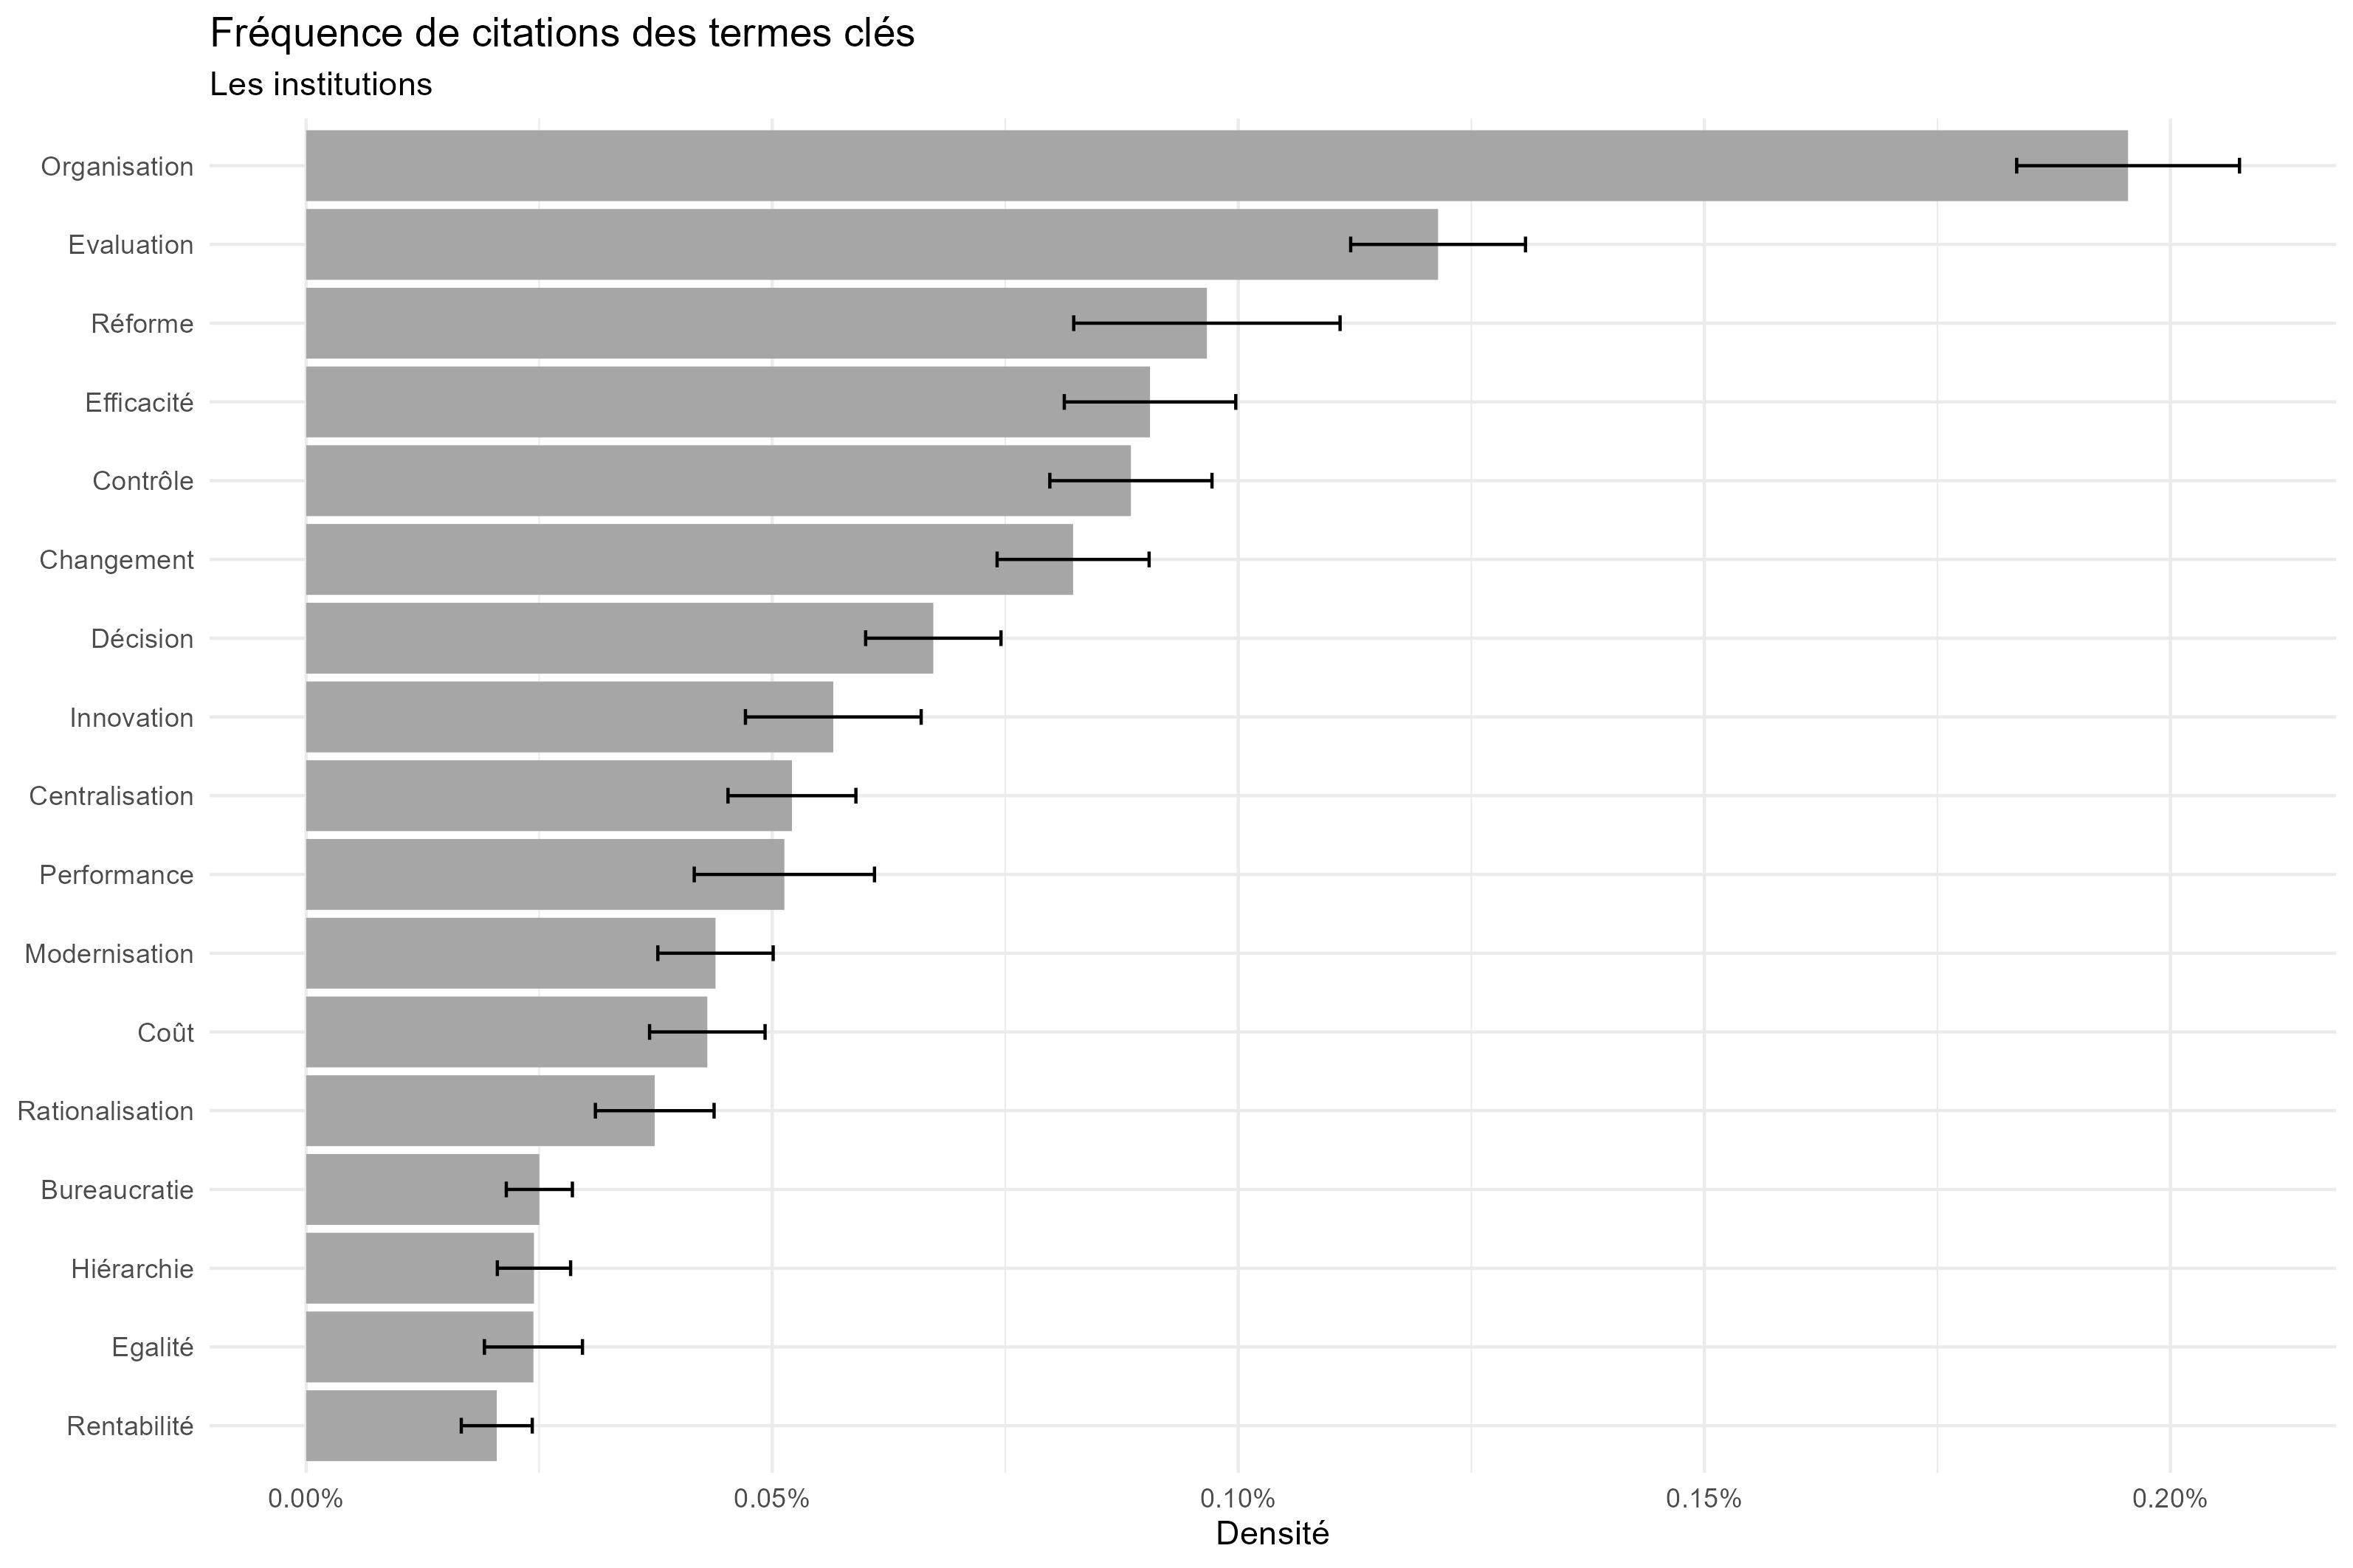 Fréquence de citations des termes clés
Les institutions
Organisation
Evaluation
Réforme
Efficacité
Contrôle
Changement
Décision
Innovation
Centralisation
Performance
Modernisation
Coût
Rationalisation
Bureaucratie
Hiérarchie
Egalité
Rentabilité
0.00% 0.05% 0.10% 0.15% 0.20%
Densité